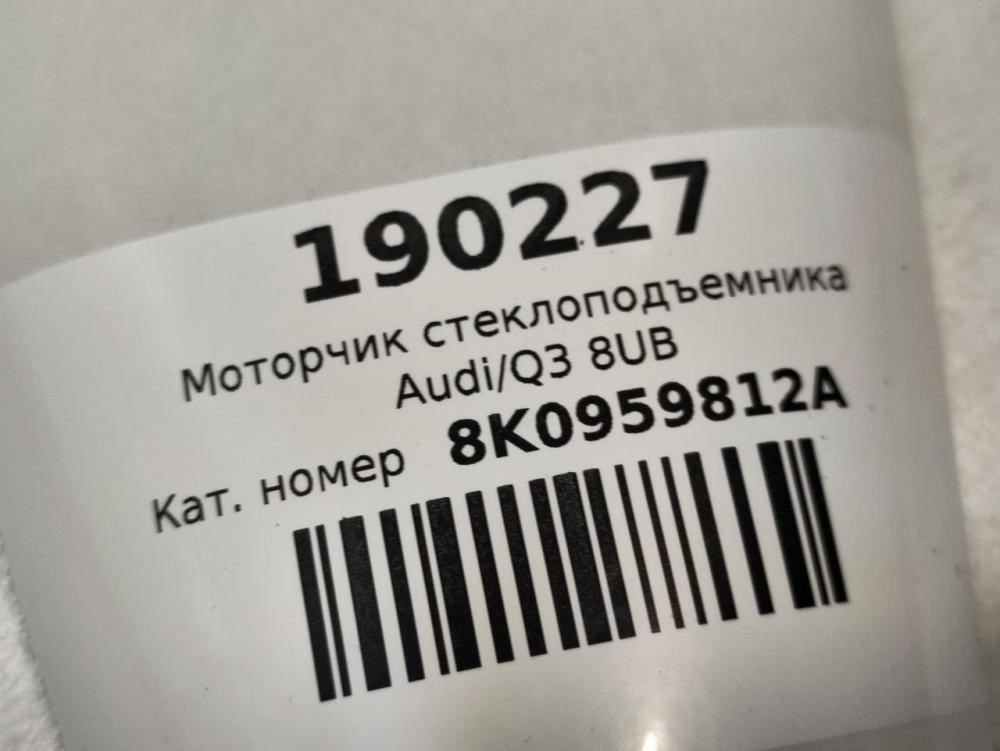 190227
Моторчик стеклоподъемника
Audi/Q3 8UB
Кат. номер 8K0959812A